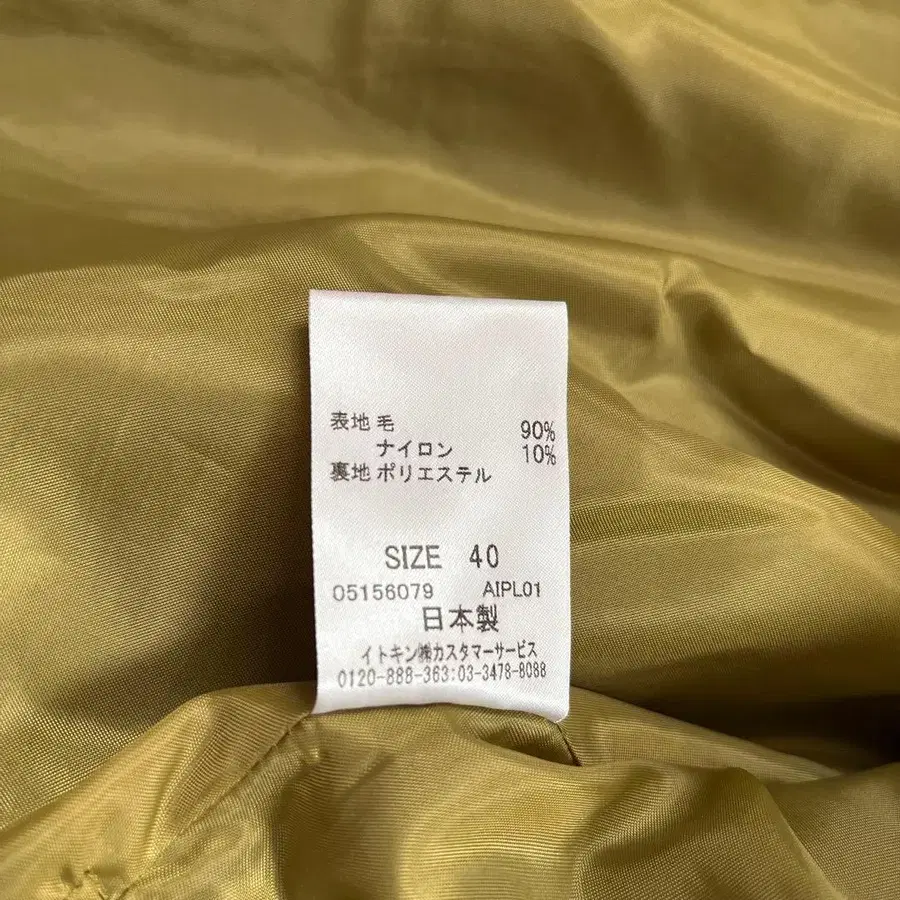 表地 毛 90%
ナイロン 10%
裏地 ポリエステル
SIZE 40
05156079 AIPL01
日本製
イトキン㈱カスタマーサービス
0120-888-363:03-3478-8088